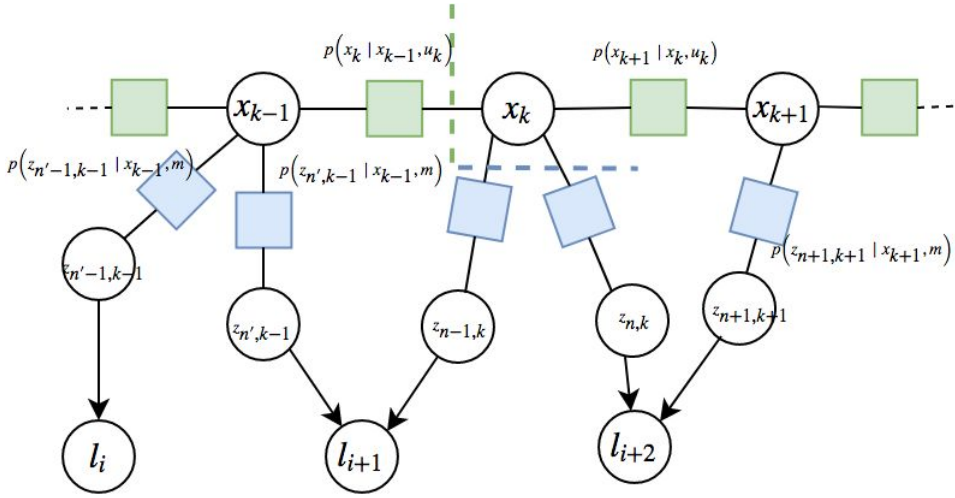 p(x_k | x_{k−1}, u_k)
p(x_{k+1} | x_k, u_k)
x_{k−1}
x_k
x_{k+1}
p(z_{n′−1,k−1} | x_{k−1}, m)
p(z_{n′,k−1} | x_{k−1}, m)
p(z_{n+1,k+1} | x_{k+1}, m)
z_{n′−1,k−1}
z_{n′,k−1}
z_{n−1,k}
z_{n,k}
z_{n+1,k+1}
l_i
l_{i+1}
l_{i+2}